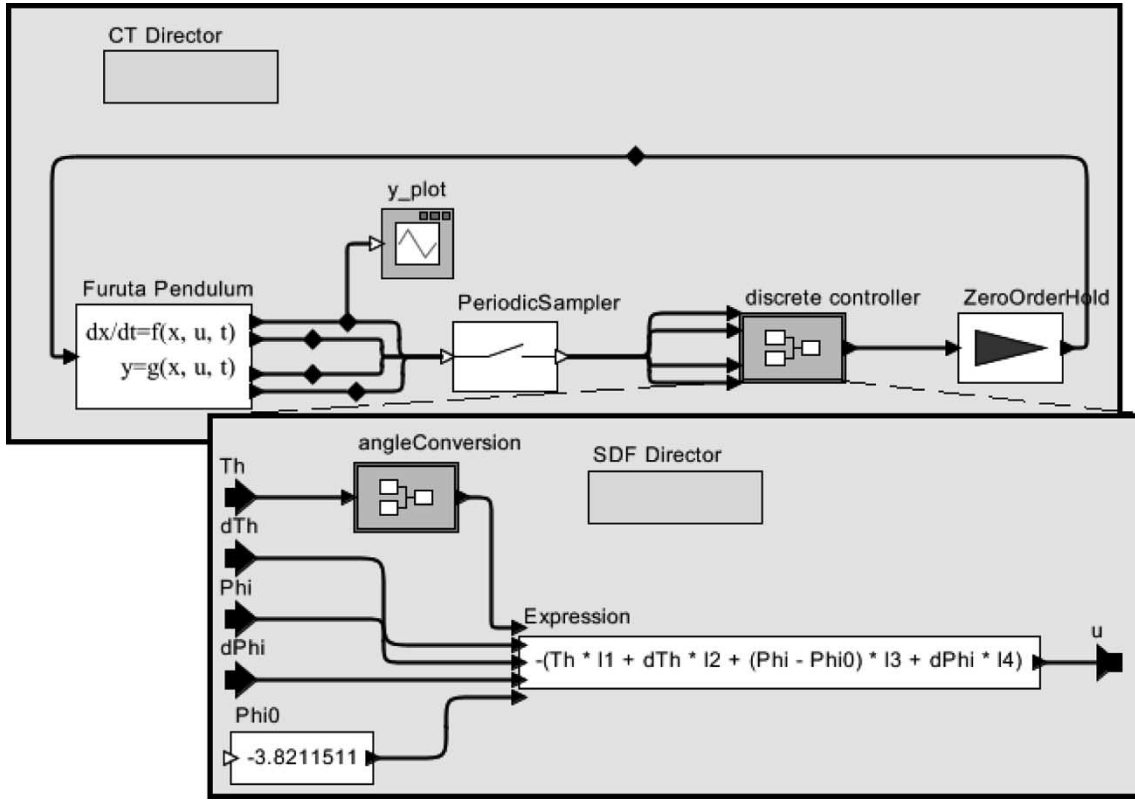 CT Director
y_plot
Furuta Pendulum
dx/dt=f(x, u, t)
y=g(x, u, t)
PeriodicSampler
discrete controller
ZeroOrderHold
angleConversion
SDF Director
Th
dTh
Phi
dPhi
Expression
-(Th * l1 + dTh * l2 + (Phi - Phi0) * l3 + dPhi * l4)
u
Phi0
-3.8211511